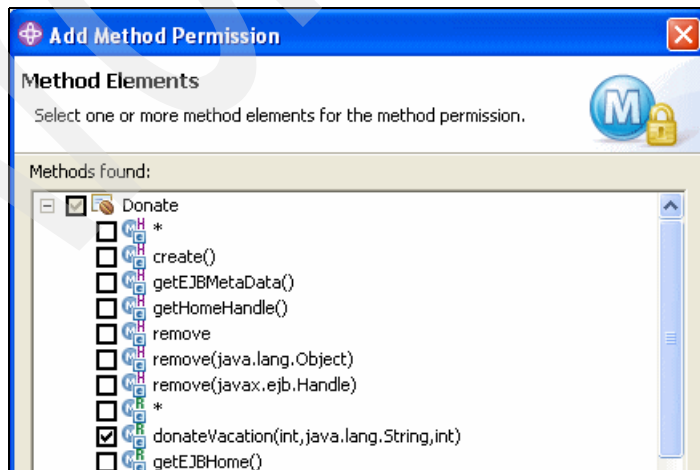 Add Method Permission
Method Elements
Select one or more method elements for the method permission.
M
Methods found:
Donate
*
create()
getEJBMetaData()
getHomeHandle()
remove
remove(java.lang.Object)
remove(javax.ejb.Handle)
*
donateVacation(int,java.lang.String,int)
getEJBHome()